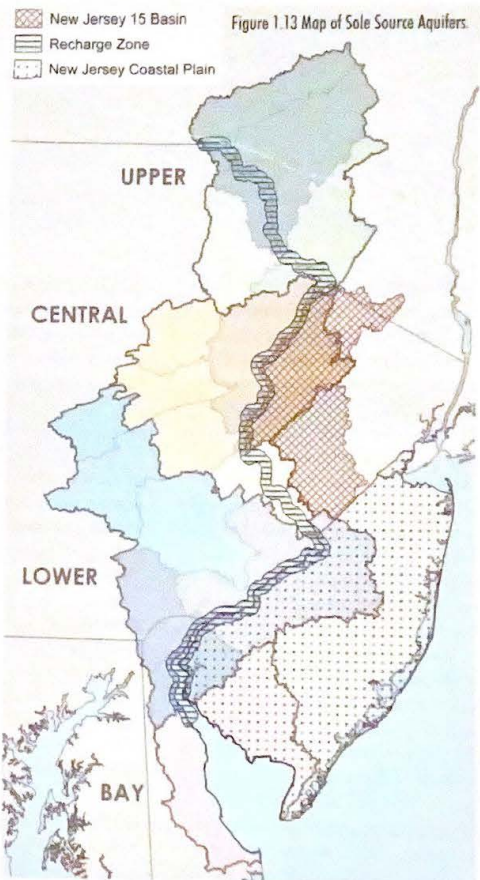 New Jersey 15 Basin
Figure 1.13 Map of Sole Source Aquifers.
Recharge Zone
New Jersey Coastal Plain
UPPER
CENTRAL
LOWER
BAY